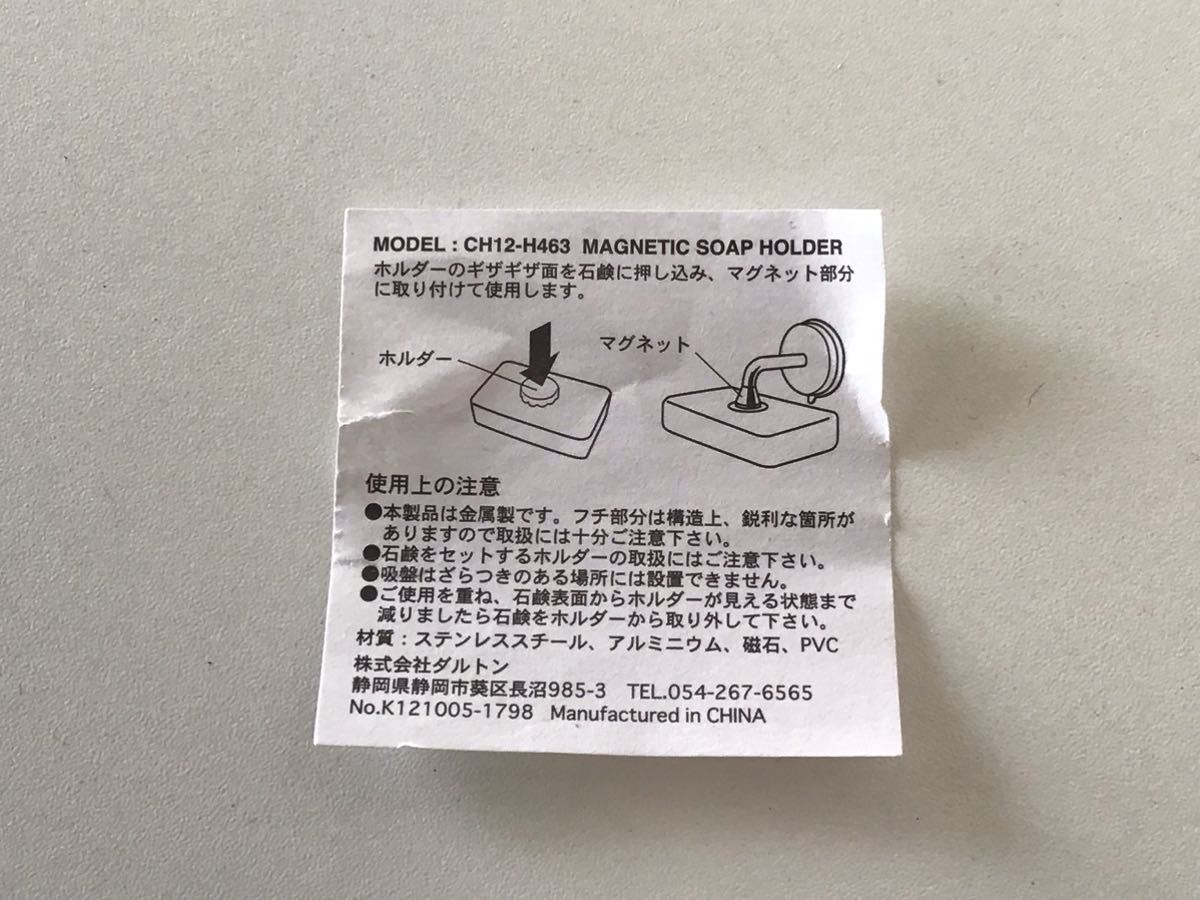 MODEL : CH12-H463 MAGNETIC SOAP HOLDER
ホルダーのギザギザ面を石鹸に押し込み、マグネット部分
に取り付けて使用します。
ホルダー
マグネット
使用上の注意
●本製品は金属製です。フチ部分は構造上、鋭利な箇所が
ありますので取扱には十分ご注意下さい。
●石鹸をセットするホルダーの取扱にはご注意下さい。
●吸盤はざらつきのある場所には設置できません。
●ご使用を重ね、石鹸表面からホルダーが見える状態まで
減りましたら石鹸をホルダーから取り外して下さい。
材質：ステンレススチール、アルミニウム、磁石、PVC
株式会社ダルトン
静岡県静岡市葵区長沼985-3 TEL.054-267-6565
No.K121005-1798 Manufactured in CHINA